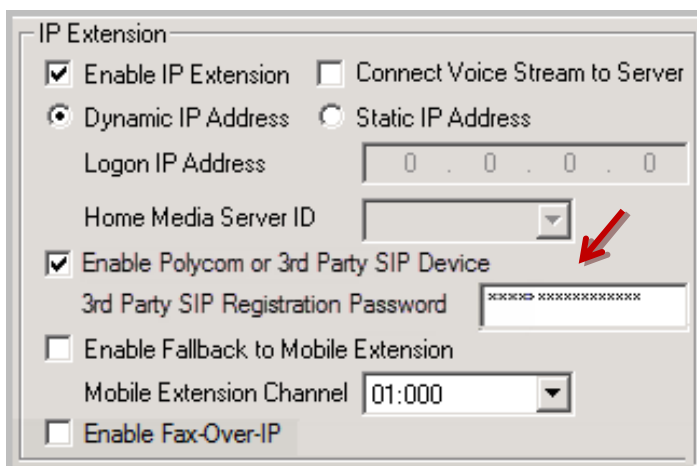 IP Extension
Enable IP Extension Connect Voice Stream to Server
Dynamic IP Address Static IP Address
Logon IP Address 0 . 0 . 0 . 0
Home Media Server ID
Enable Polycom or 3rd Party SIP Device
3rd Party SIP Registration Password
Enable Fallback to Mobile Extension
Mobile Extension Channel 01:000
Enable Fax-Over-IP